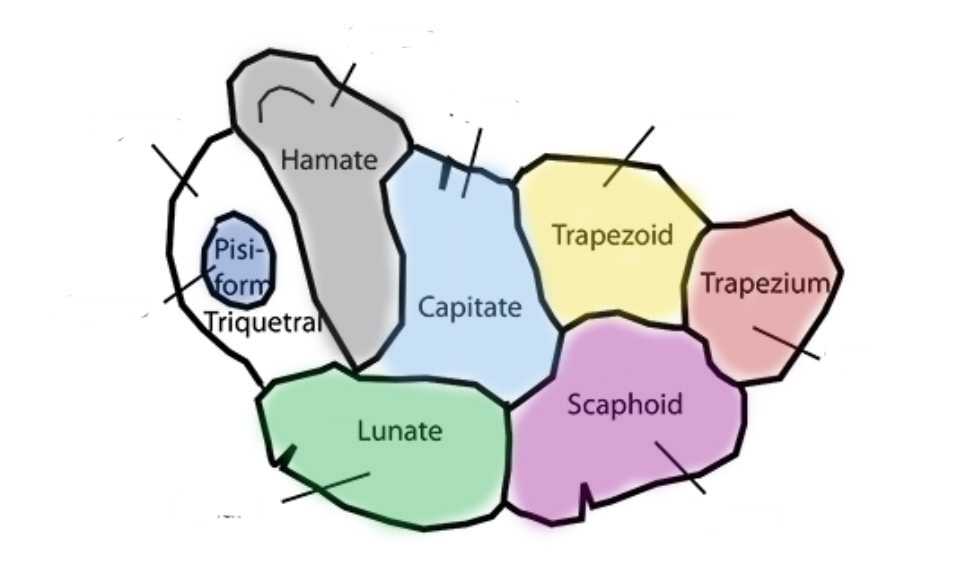 Hamate
Trapezoid
Pisi-
form
Trapezium
Capitate
Triquetral
Scaphoid
Lunate